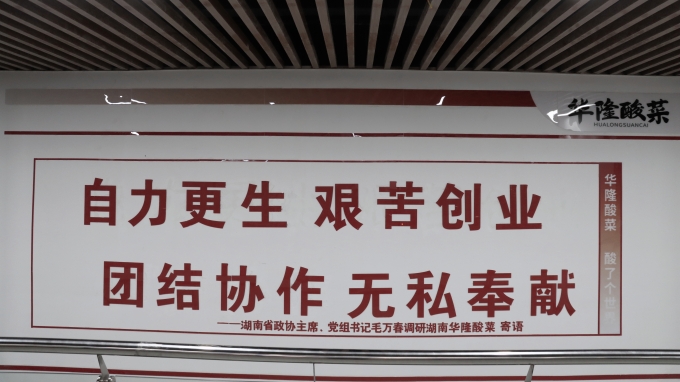 华隆酸菜
HUALONGSUANCAI
自力更生 艰苦创业
团结协作 无私奉献
——湖南省政协主席、党组书记毛万春调研湖南华隆酸菜 寄语
华隆酸菜 酸了个世